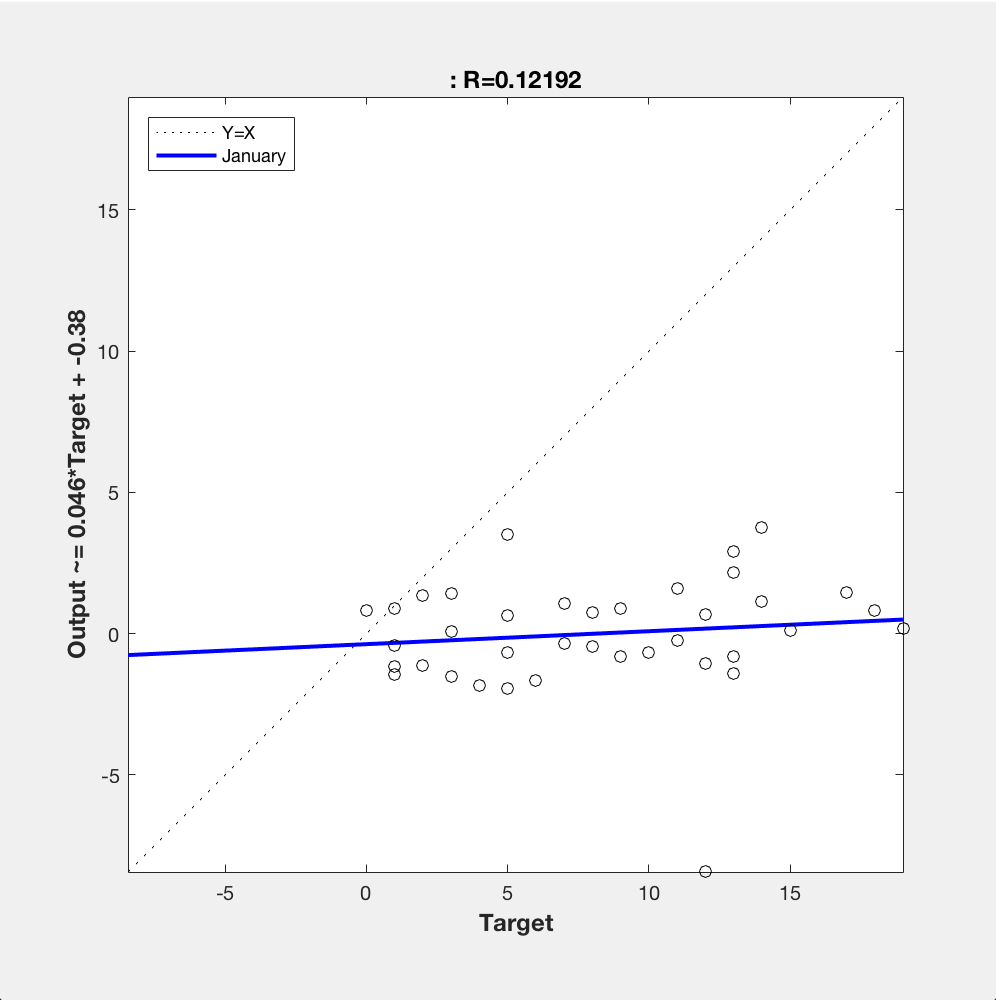 : R=0.12192
Y=X
January
15
10
5
0
-5
Output ~= 0.046*Target + -0.38
-5 0 5 10 15
Target